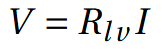 V = R_{lv} I